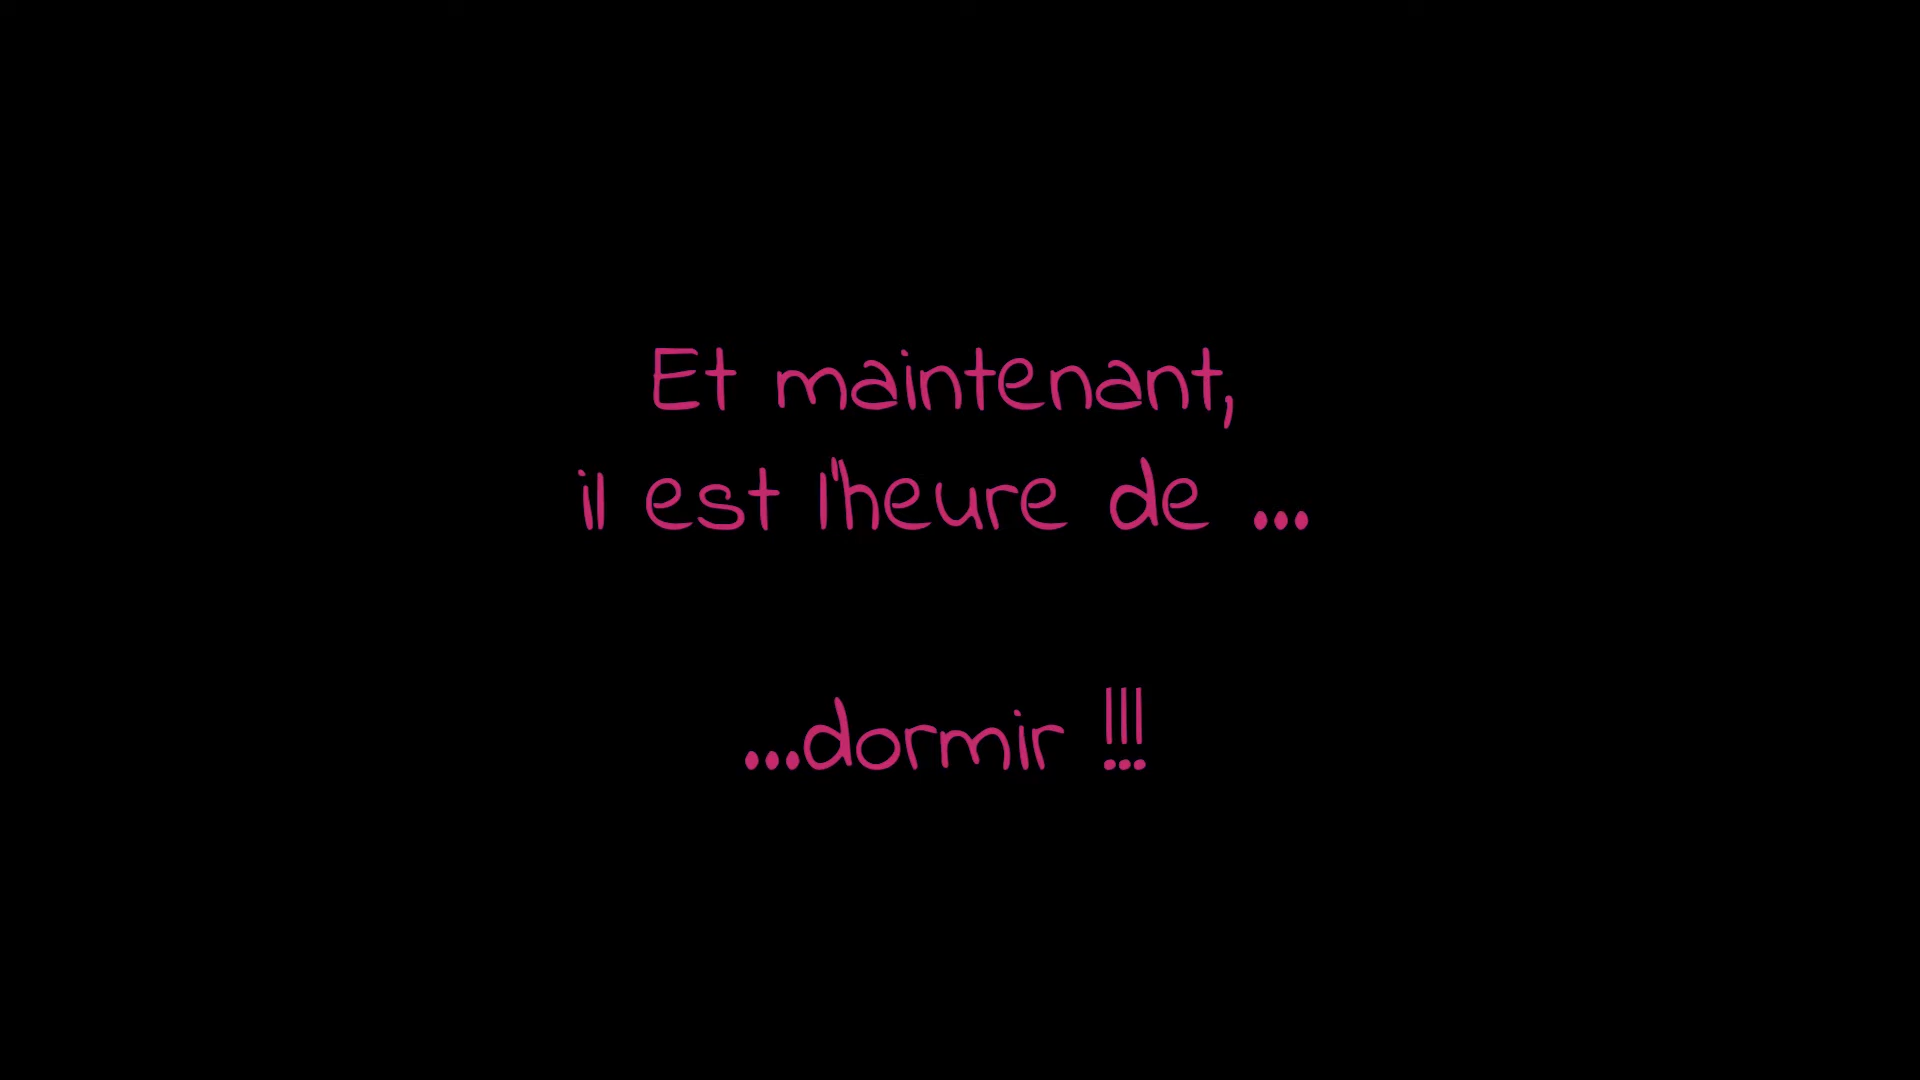 Et maintenant,
il est l'heure de ...
...dormir !!!